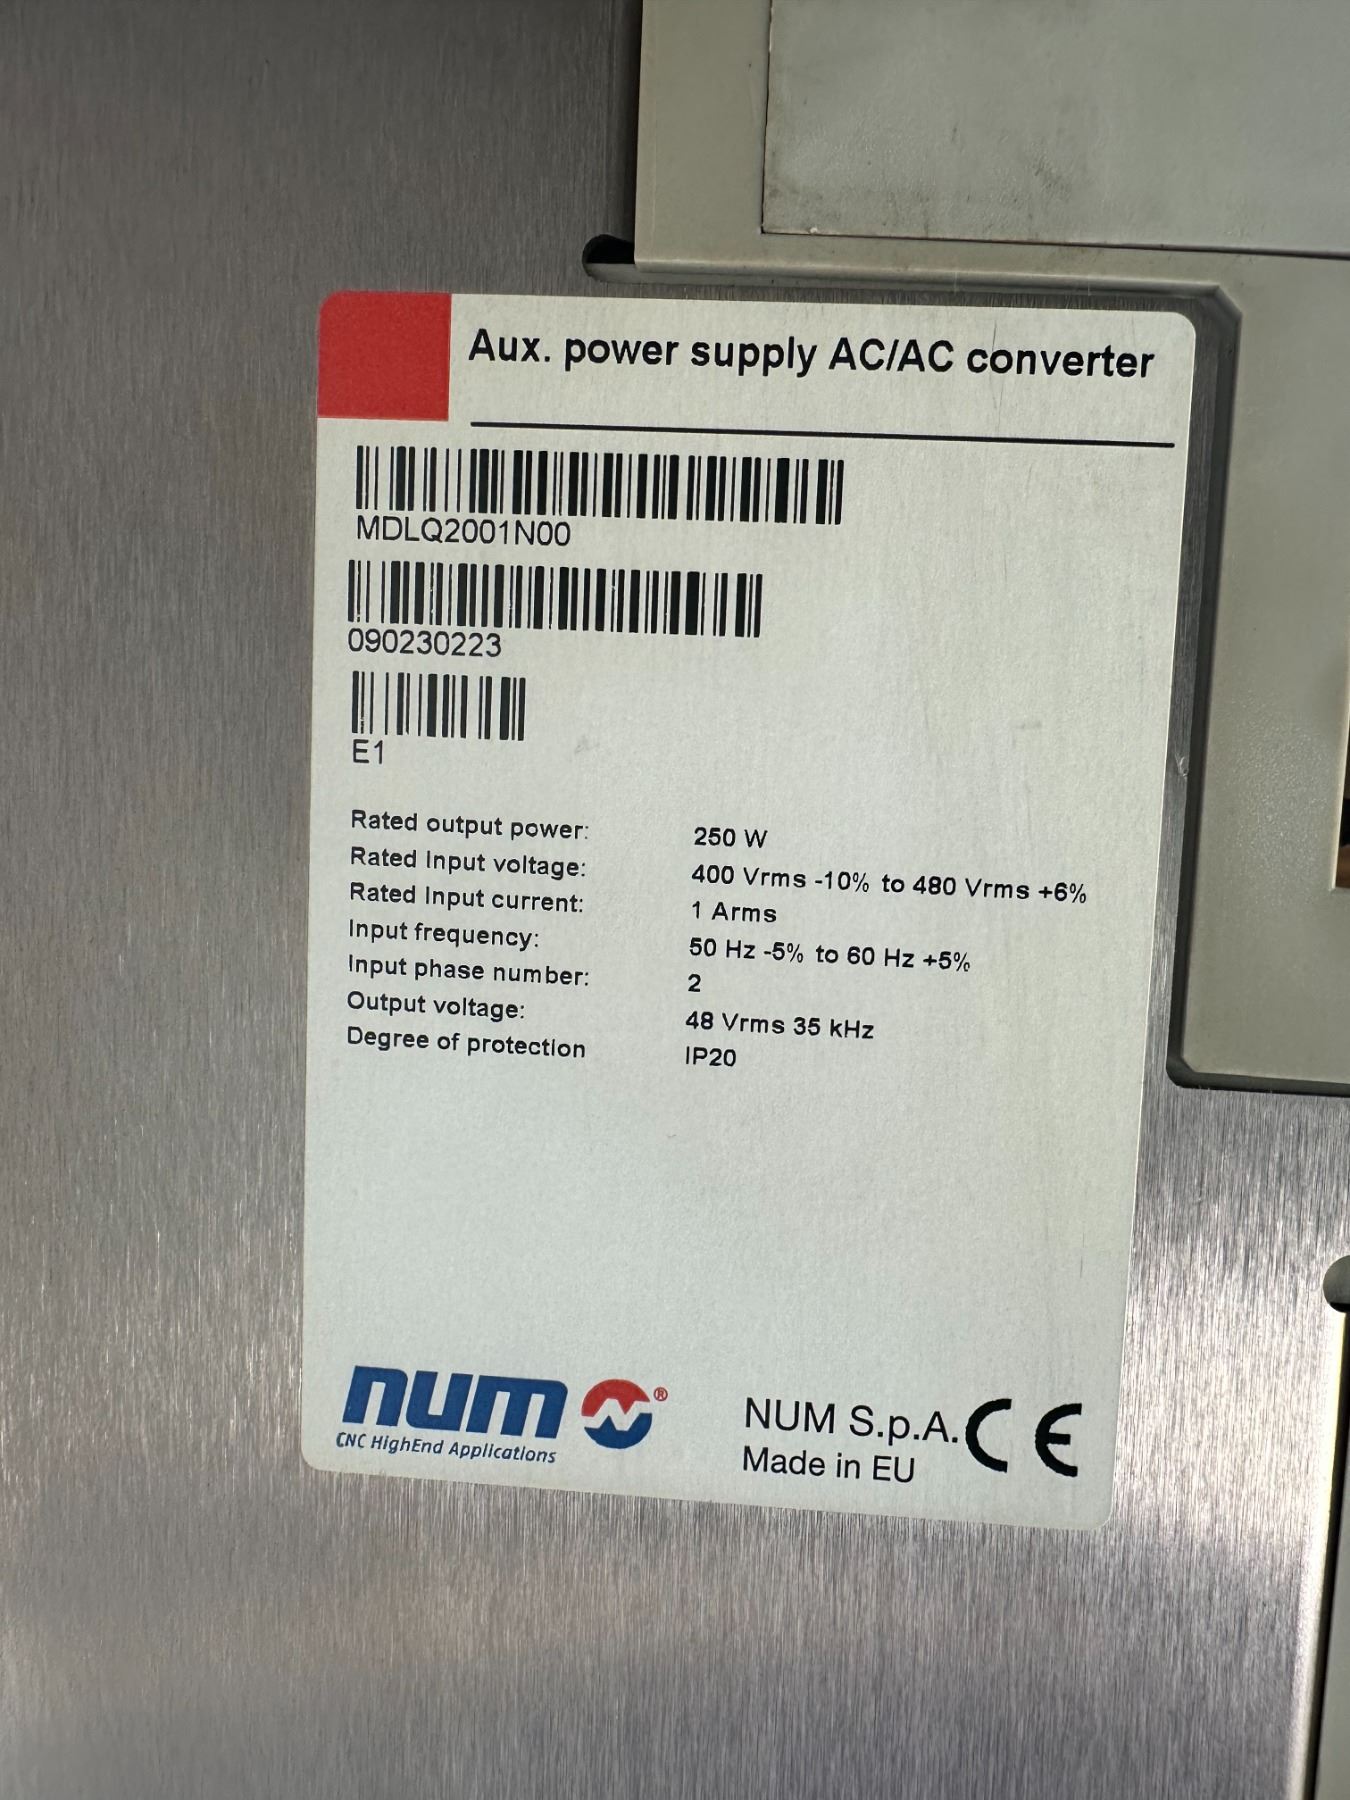 Aux. power supply AC/AC converter
MDLQ2001N00
090230223
E1
Rated output power: 250 W
Rated Input voltage: 400 Vrms -10% to 480 Vrms +6%
Rated Input current: 1 Arms
Input frequency: 50 Hz -5% to 60 Hz +5%
Input phase number: 2
Output voltage: 48 Vrms 35 kHz
Degree of protection IP20
num ®
CNC HighEnd Applications
NUM S.p.A. CE
Made in EU